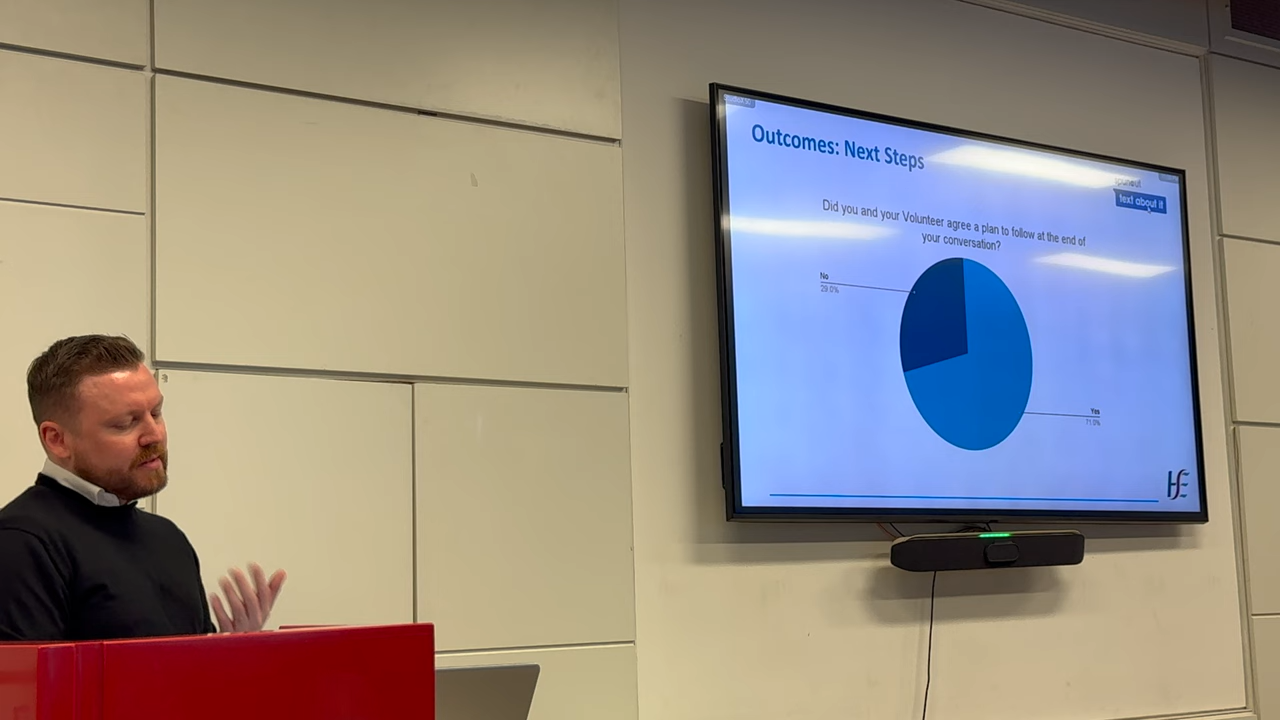 Outcomes: Next Steps
spunout
text about it
Did you and your Volunteer agree a plan to follow at the end of
your conversation?
No
29.0%
Yes
71.0%